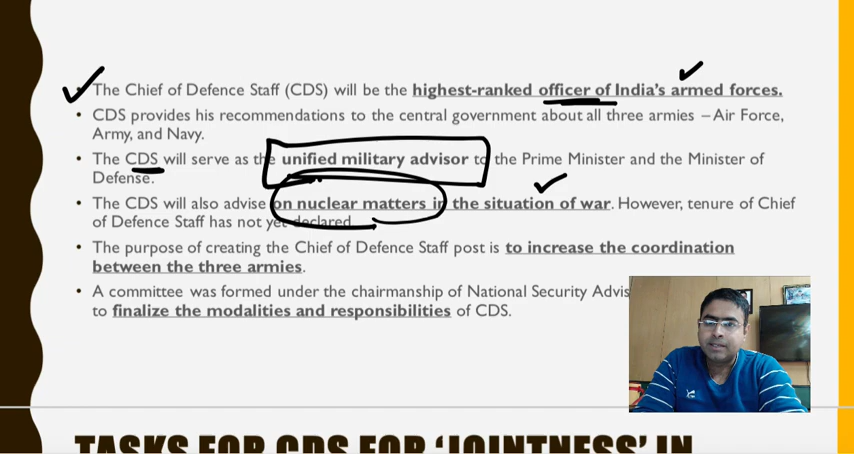 • The Chief of Defence Staff (CDS) will be the highest-ranked officer of India's armed forces.
• CDS provides his recommendations to the central government about all three armies – Air Force,
Army, and Navy.
• The CDS will serve as the unified military advisor to the Prime Minister and the Minister of
Defense.
• The CDS will also advise on nuclear matters in the situation of war. However, tenure of Chief
of Defence Staff has not yet declared.
• The purpose of creating the Chief of Defence Staff post is to increase the coordination
between the three armies.
• A committee was formed under the chairmanship of National Security Advis
to finalize the modalities and responsibilities of CDS.
TASKS FOR CDS FOR ‘JOINTNESS’ IN